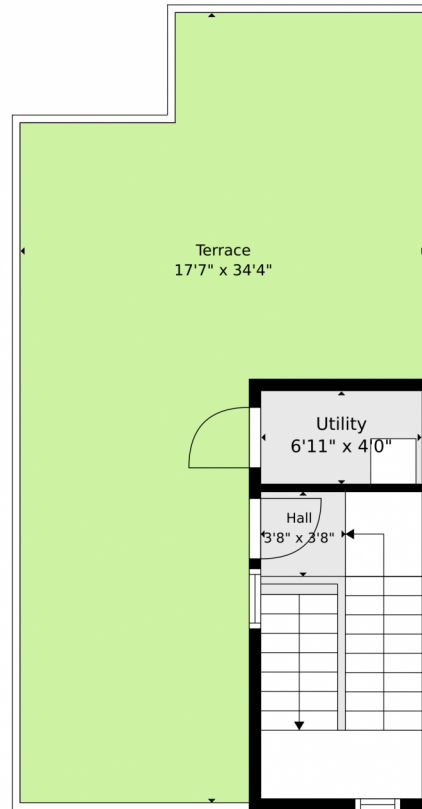 Terrace
17'7" x 34'4"
Utility
6'11" x 4'0"
Hall
3'8" x 3'8"